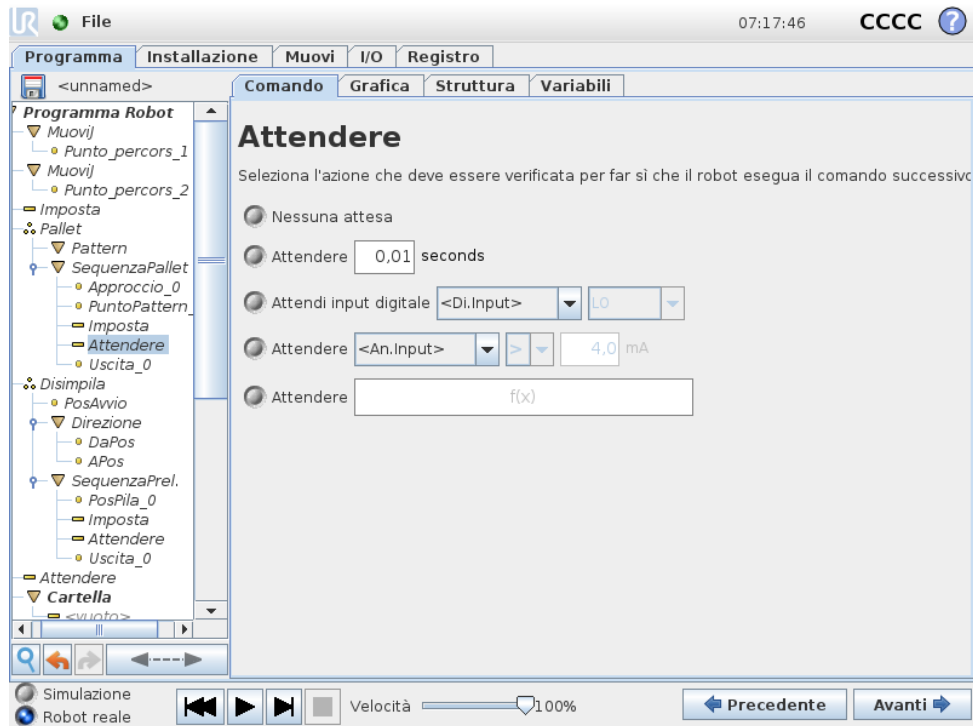 UR File 07:17:46 CCCC ?
Programma Installazione Muovi I/O Registro
<unnamed>
Comando Grafica Struttura Variabili
Programma Robot
MuoviJ
Punto_percors_1
MuoviJ
Punto_percors_2
Imposta
Pallet
Pattern
SequenzaPallet
Approccio_0
PuntoPattern_
Imposta
Attendere
Uscita_0
Disimpila
PosAvvio
Direzione
DaPos
APos
SequenzaPrel.
PosPila_0
Imposta
Attendere
Uscita_0
Attendere
Cartella
<vuoto>
Attendere
Seleziona l'azione che deve essere verificata per far sì che il robot esegua il comando successivo
Nessuna attesa
Attendere 0,01 seconds
Attendi input digitale <Di.Input> L0
Attendere <An.Input> > 4,0 mA
Attendere f(x)
Simulazione
Robot reale
Velocità 100%
Precedente Avanti